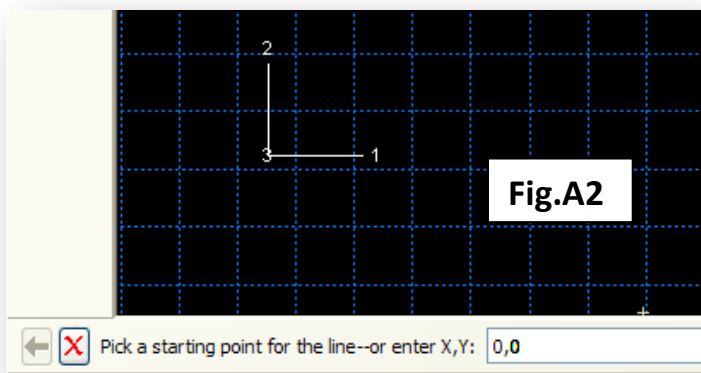 2
3 1
Fig.A2
Pick a starting point for the line--or enter X,Y: 0,0